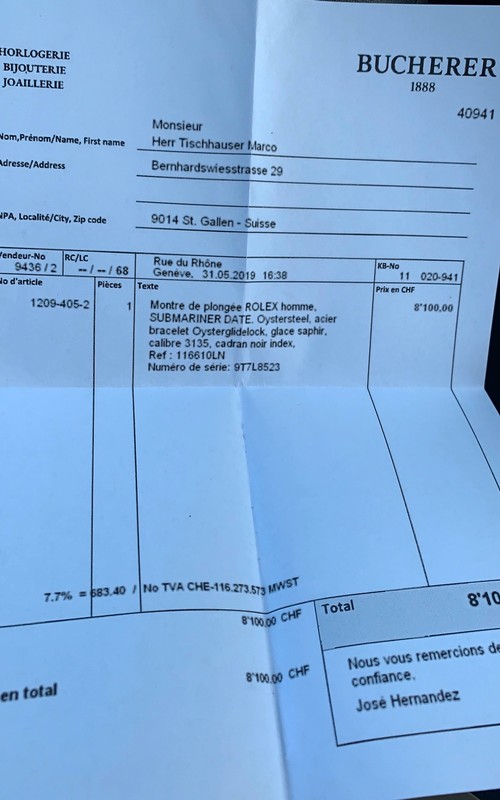 HORLOGERIE
BIJOUTERIE
JOAILLERIE
BUCHERER
1888
40941
Monsieur
Nom,Prénom/Name, First name Herr Tischhauser Marco
Adresse/Address Bernhardswiesstrasse 29
NPA, Localité/City, Zip code 9014 St. Gallen - Suisse
Vendeur-No RC/LC Rue du Rhône KB-No
9436 / 2 -- / -- / 68 Genève, 31.05.2019 16:38 11 020-941
No d'article Pièces Texte Prix en CHF
1209-405-2 1 Montre de plongée ROLEX homme, 8'100.00
SUBMARINER DATE. Oystersteel, acier
bracelet Oysterglidelock, glace saphir,
calibre 3135, cadran noir index,
Ref : 116610LN
Numéro de série: 9T7L8523
7.7% = 683.40 / No TVA CHE-116.273.573 MWST
8'100.00 CHF Total 8'10
8'100.00 CHF
en total
Nous vous remercions de
confiance.
José Hernandez